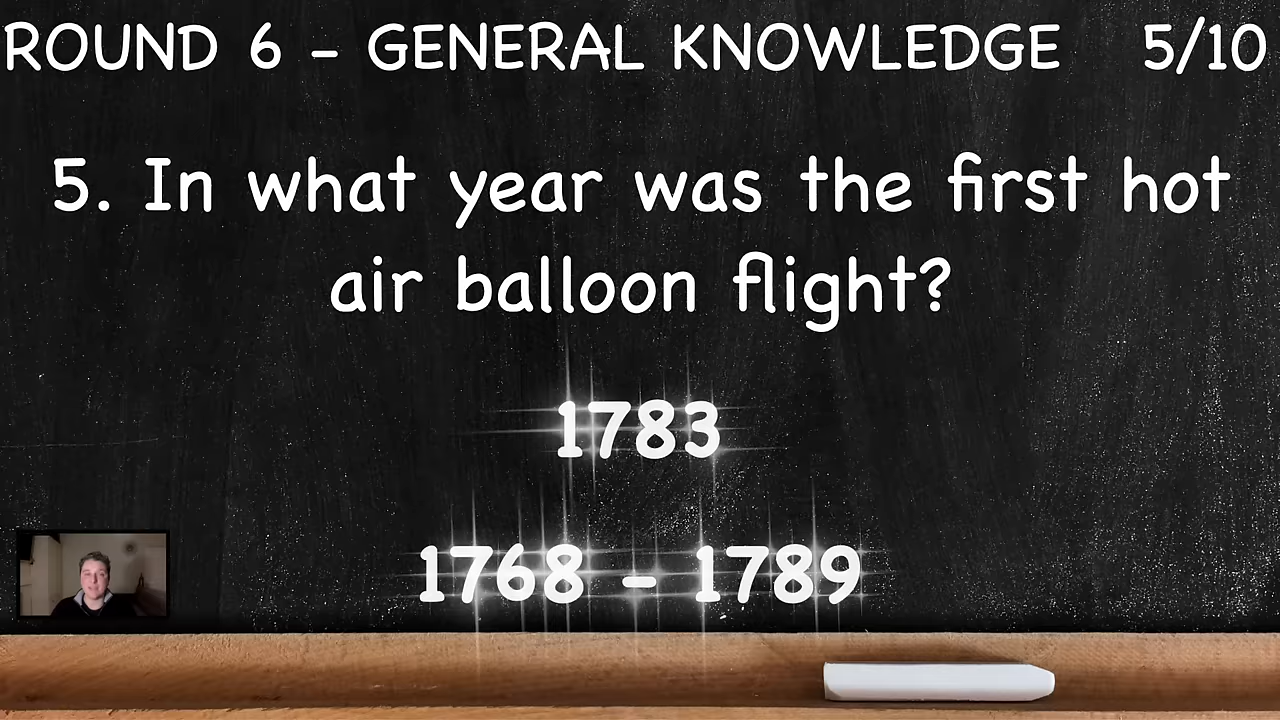 ROUND 6 - GENERAL KNOWLEDGE 5/10
5. In what year was the first hot
air balloon flight?
1783
1768 - 1789